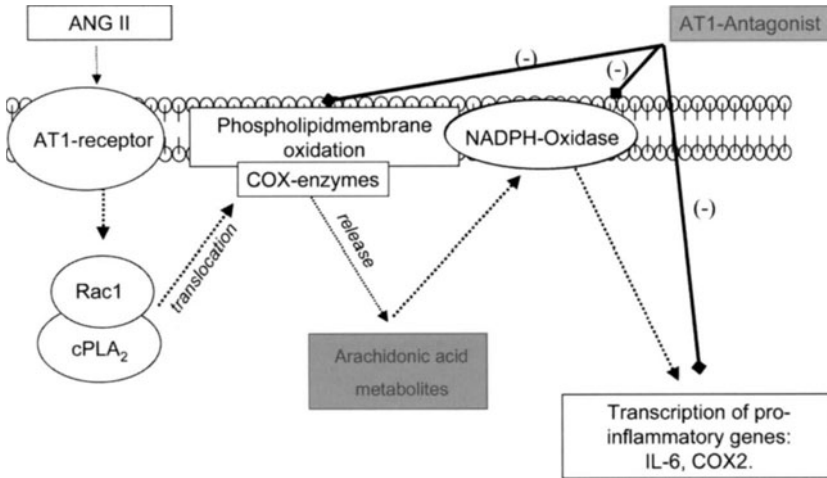 ANG II
AT1-Antagonist
(-)
(-)
AT1-receptor
Phospholipidmembrane
oxidation
COX-enzymes
NADPH-Oxidase
(-)
translocation
release
Rac1
cPLA₂
Arachidonic acid
metabolites
Transcription of pro-
inflammatory genes:
IL-6, COX2.